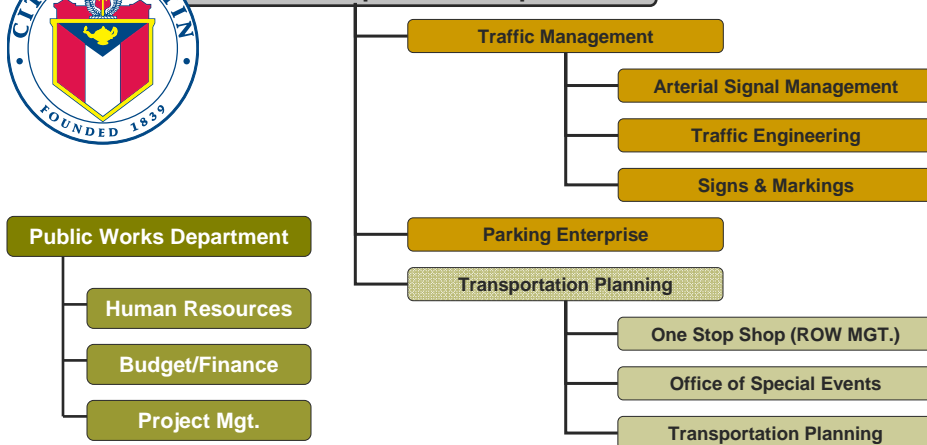 FOUNDED 1839
Traffic Management
Arterial Signal Management
Traffic Engineering
Signs & Markings
Public Works Department
Parking Enterprise
Transportation Planning
Human Resources
One Stop Shop (ROW MGT.)
Budget/Finance
Office of Special Events
Project Mgt.
Transportation Planning